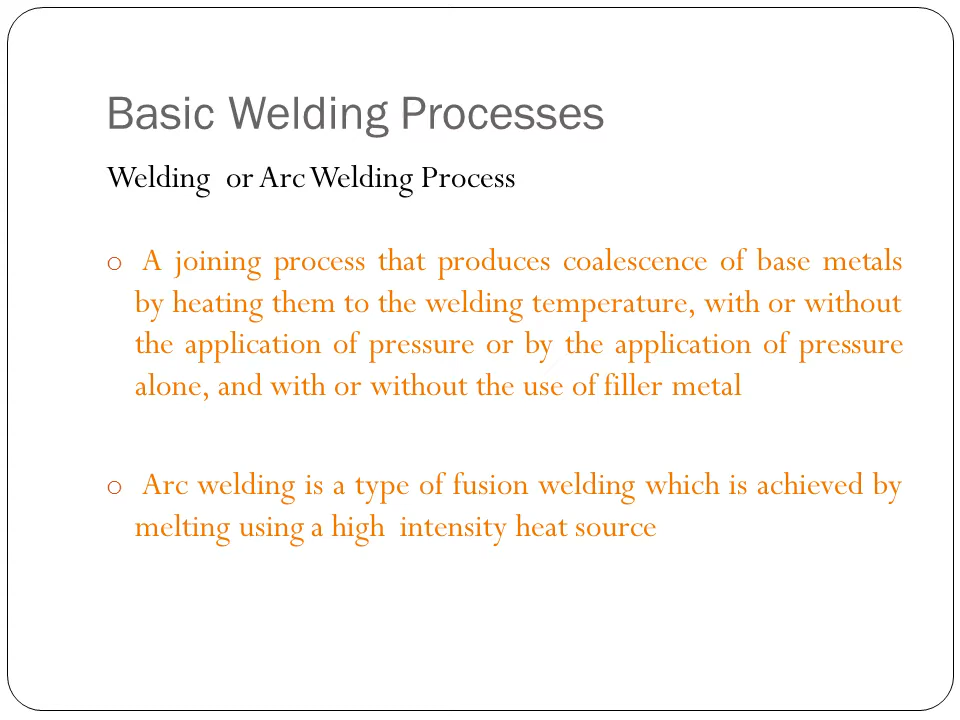 Basic Welding Processes
Welding  or Arc Welding Process
o A joining process that produces coalescence of base metals
by heating them to the welding temperature, with or without
the application of pressure or by the application of pressure
alone, and with or without the use of filler metal
o Arc welding is a type of fusion welding which is achieved by
melting using a high  intensity heat source